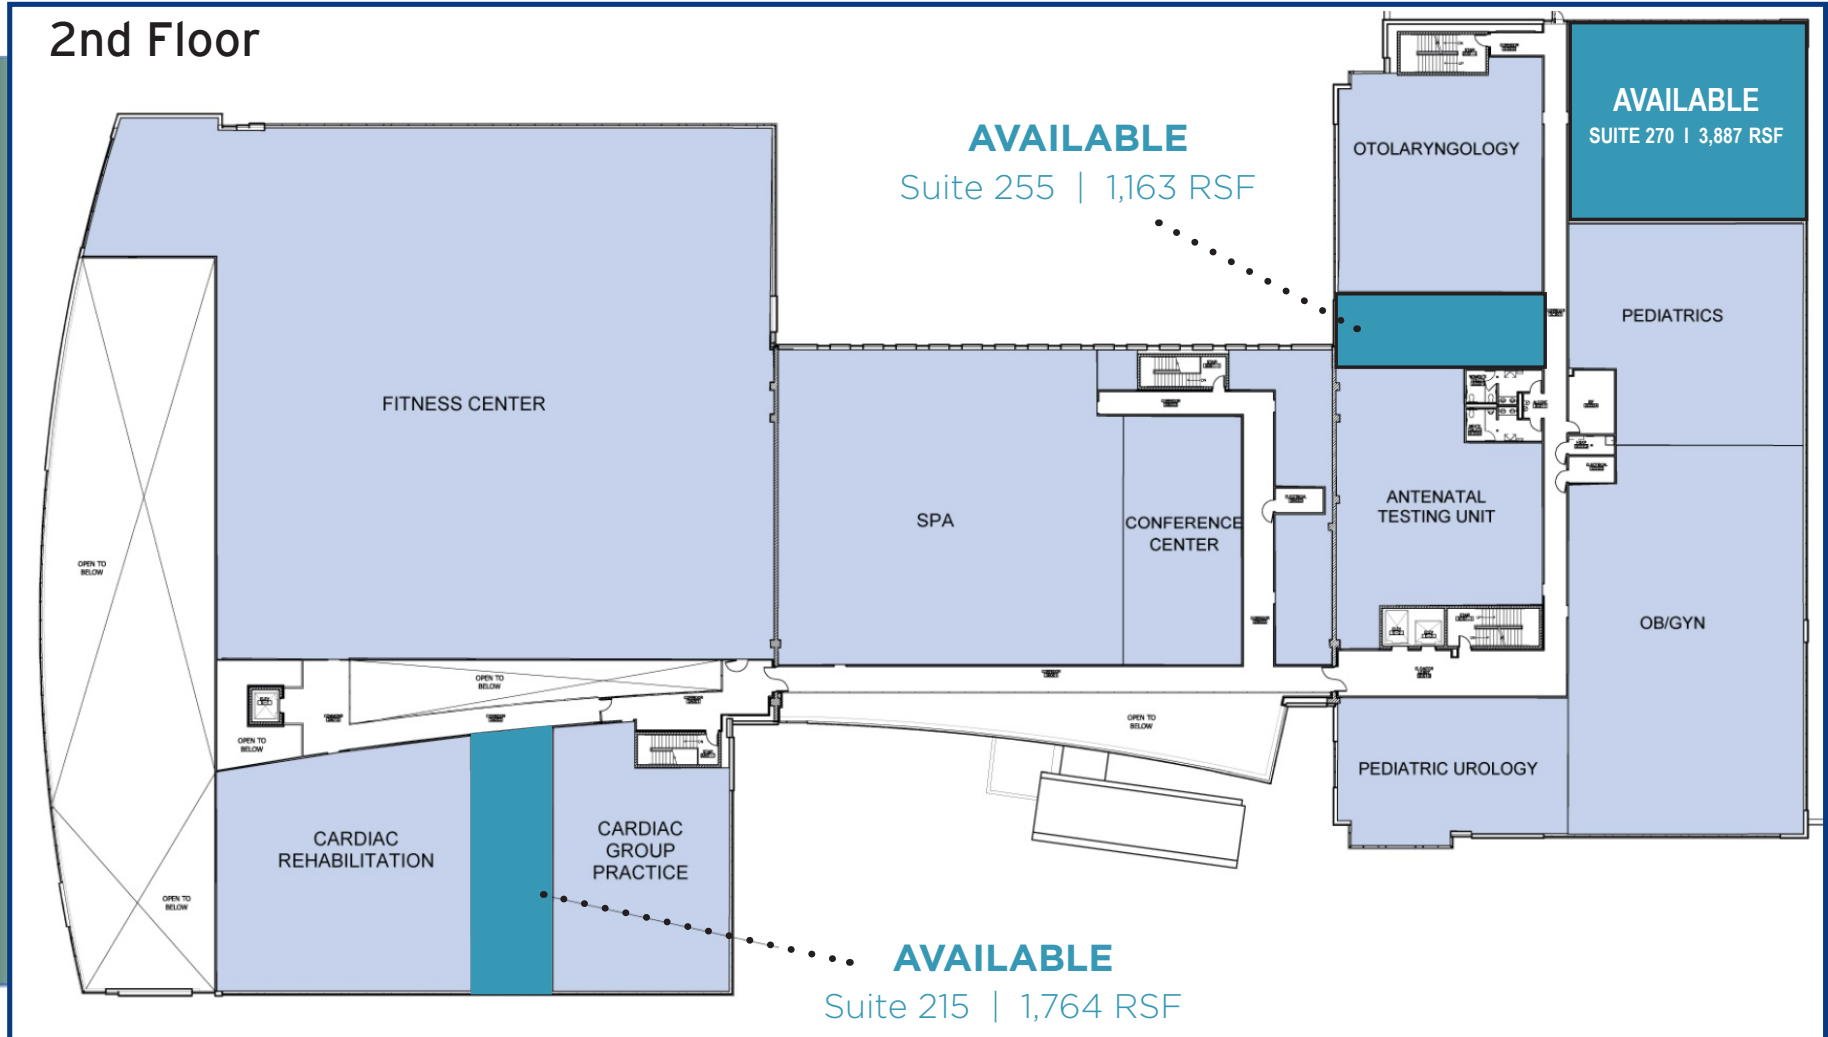 2nd Floor
AVAILABLE
SUITE 270 | 3,887 RSF
AVAILABLE
Suite 255 | 1,163 RSF
OTOLARYNGOLOGY
PEDIATRICS
FITNESS CENTER
SPA
CONFERENCE
CENTER
ANTENATAL
TESTING UNIT
OB/GYN
OPEN TO
BELOW
OPEN TO
BELOW
OPEN TO
BELOW
OPEN TO
BELOW
PEDIATRIC UROLOGY
CARDIAC
REHABILITATION
CARDIAC
GROUP
PRACTICE
OPEN TO
BELOW
AVAILABLE
Suite 215 | 1,764 RSF